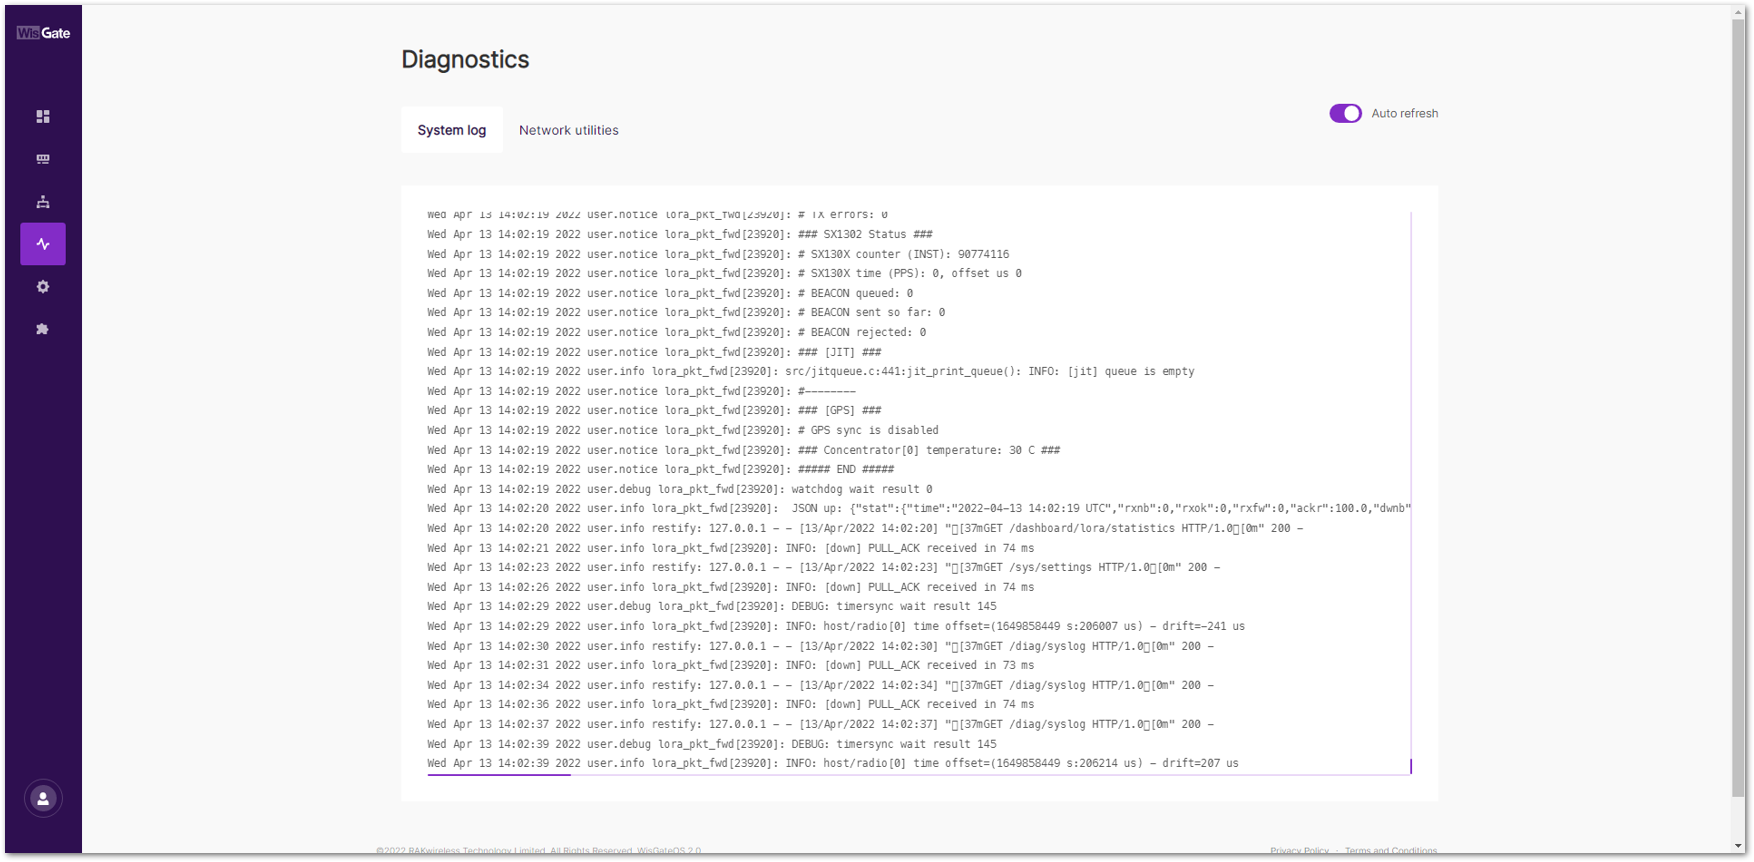 WisGate
Diagnostics
System log
Network utilities
Auto refresh
Wed Apr 13 14:02:19 2022 user.notice lora_pkt_fwd[23920]: # TX errors: 0
Wed Apr 13 14:02:19 2022 user.notice lora_pkt_fwd[23920]: ### SX1302 Status ###
Wed Apr 13 14:02:19 2022 user.notice lora_pkt_fwd[23920]: # SX130X counter (INST): 90774116
Wed Apr 13 14:02:19 2022 user.notice lora_pkt_fwd[23920]: # SX130X time (PPS): 0, offset us 0
Wed Apr 13 14:02:19 2022 user.notice lora_pkt_fwd[23920]: # BEACON queued: 0
Wed Apr 13 14:02:19 2022 user.notice lora_pkt_fwd[23920]: # BEACON sent so far: 0
Wed Apr 13 14:02:19 2022 user.notice lora_pkt_fwd[23920]: # BEACON rejected: 0
Wed Apr 13 14:02:19 2022 user.notice lora_pkt_fwd[23920]: ### [JIT] ###
Wed Apr 13 14:02:19 2022 user.info lora_pkt_fwd[23920]: src/jitqueue.c:441:jit_print_queue(): INFO: [jit] queue is empty
Wed Apr 13 14:02:19 2022 user.notice lora_pkt_fwd[23920]: #--------
Wed Apr 13 14:02:19 2022 user.notice lora_pkt_fwd[23920]: ### [GPS] ###
Wed Apr 13 14:02:19 2022 user.notice lora_pkt_fwd[23920]: # GPS sync is disabled
Wed Apr 13 14:02:19 2022 user.notice lora_pkt_fwd[23920]: ### Concentrator[0] temperature: 30 C ###
Wed Apr 13 14:02:19 2022 user.notice lora_pkt_fwd[23920]: ##### END #####
Wed Apr 13 14:02:19 2022 user.debug lora_pkt_fwd[23920]: watchdog wait result 0
Wed Apr 13 14:02:20 2022 user.info lora_pkt_fwd[23920]:  JSON up: {"stat":{"time":"2022-04-13 14:02:19 UTC","rxnb":0,"rxok":0,"rxfw":0,"ackr":100.0,"dwnb"
Wed Apr 13 14:02:20 2022 user.info restify: 127.0.0.1 - - [13/Apr/2022 14:02:20] "▯[37mGET /dashboard/lora/statistics HTTP/1.0▯[0m" 200 -
Wed Apr 13 14:02:21 2022 user.info lora_pkt_fwd[23920]: INFO: [down] PULL_ACK received in 74 ms
Wed Apr 13 14:02:23 2022 user.info restify: 127.0.0.1 - - [13/Apr/2022 14:02:23] "▯[37mGET /sys/settings HTTP/1.0▯[0m" 200 -
Wed Apr 13 14:02:26 2022 user.info lora_pkt_fwd[23920]: INFO: [down] PULL_ACK received in 74 ms
Wed Apr 13 14:02:29 2022 user.debug lora_pkt_fwd[23920]: DEBUG: timersync wait result 145
Wed Apr 13 14:02:29 2022 user.info lora_pkt_fwd[23920]: INFO: host/radio[0] time offset=(1649858449 s:206007 us) - drift=-241 us
Wed Apr 13 14:02:30 2022 user.info restify: 127.0.0.1 - - [13/Apr/2022 14:02:30] "▯[37mGET /diag/syslog HTTP/1.0▯[0m" 200 -
Wed Apr 13 14:02:31 2022 user.info lora_pkt_fwd[23920]: INFO: [down] PULL_ACK received in 73 ms
Wed Apr 13 14:02:34 2022 user.info restify: 127.0.0.1 - - [13/Apr/2022 14:02:34] "▯[37mGET /diag/syslog HTTP/1.0▯[0m" 200 -
Wed Apr 13 14:02:36 2022 user.info lora_pkt_fwd[23920]: INFO: [down] PULL_ACK received in 74 ms
Wed Apr 13 14:02:37 2022 user.info restify: 127.0.0.1 - - [13/Apr/2022 14:02:37] "▯[37mGET /diag/syslog HTTP/1.0▯[0m" 200 -
Wed Apr 13 14:02:39 2022 user.debug lora_pkt_fwd[23920]: DEBUG: timersync wait result 145
Wed Apr 13 14:02:39 2022 user.info lora_pkt_fwd[23920]: INFO: host/radio[0] time offset=(1649858449 s:206214 us) - drift=207 us
©2022 RAKwireless Technology Limited. All Rights Reserved. WisGateOS 2.0
Privacy Policy - Terms and Conditions